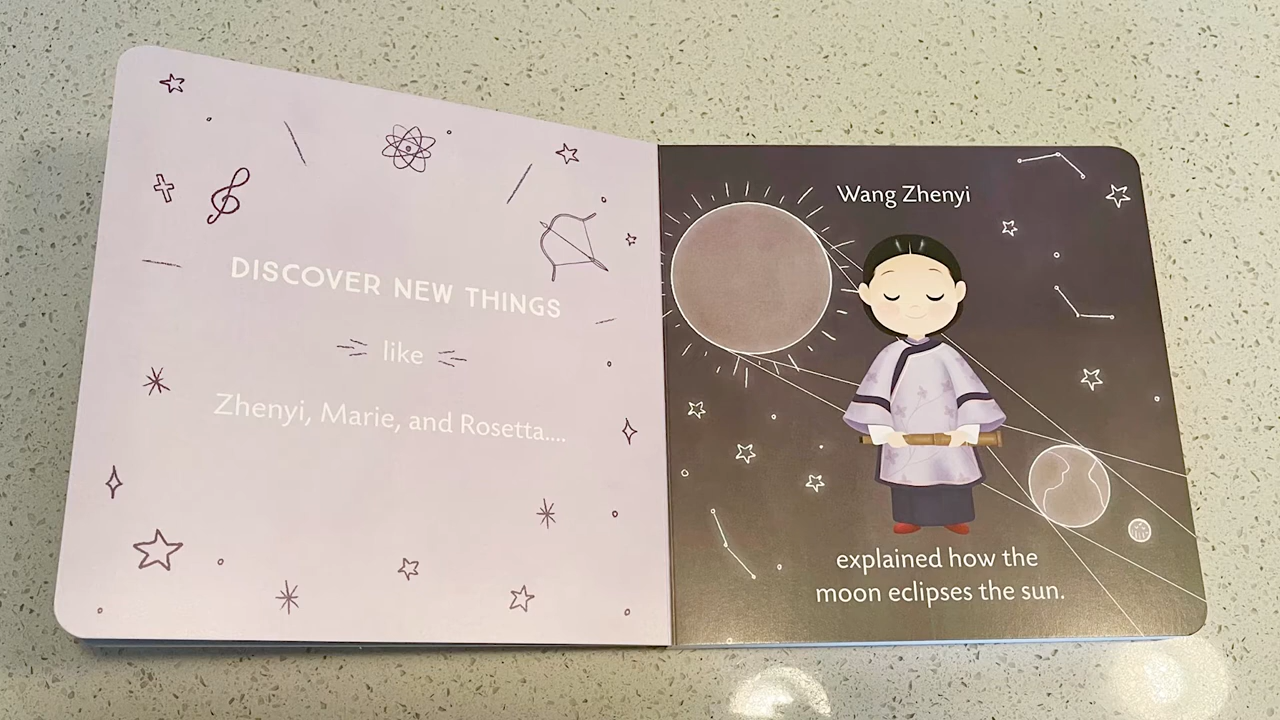 DISCOVER NEW THINGS
like
Zhenyi, Marie, and Rosetta....
Wang Zhenyi
explained how the
moon eclipses the sun.